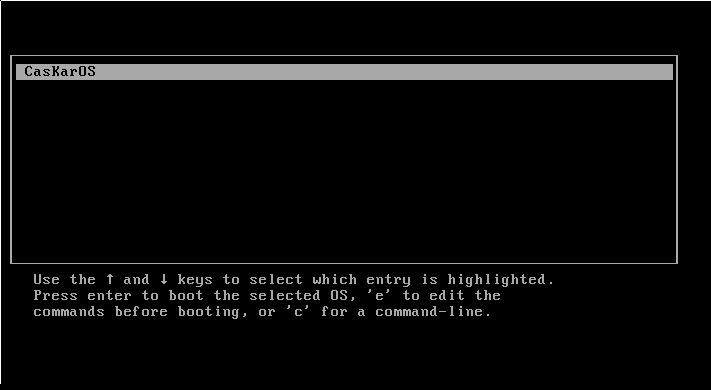 CasKarOS
Use the ↑ and ↓ keys to select which entry is highlighted.
Press enter to boot the selected OS, 'e' to edit the
commands before booting, or 'c' for a command-line.